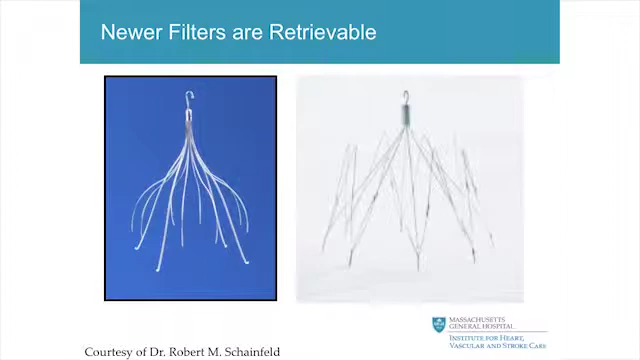 Newer Filters are Retrievable
MASSACHUSETTS
GENERAL HOSPITAL
INSTITUTE FOR HEART,
VASCULAR AND STROKE CARE
Courtesy of Dr. Robert M. Schainfeld